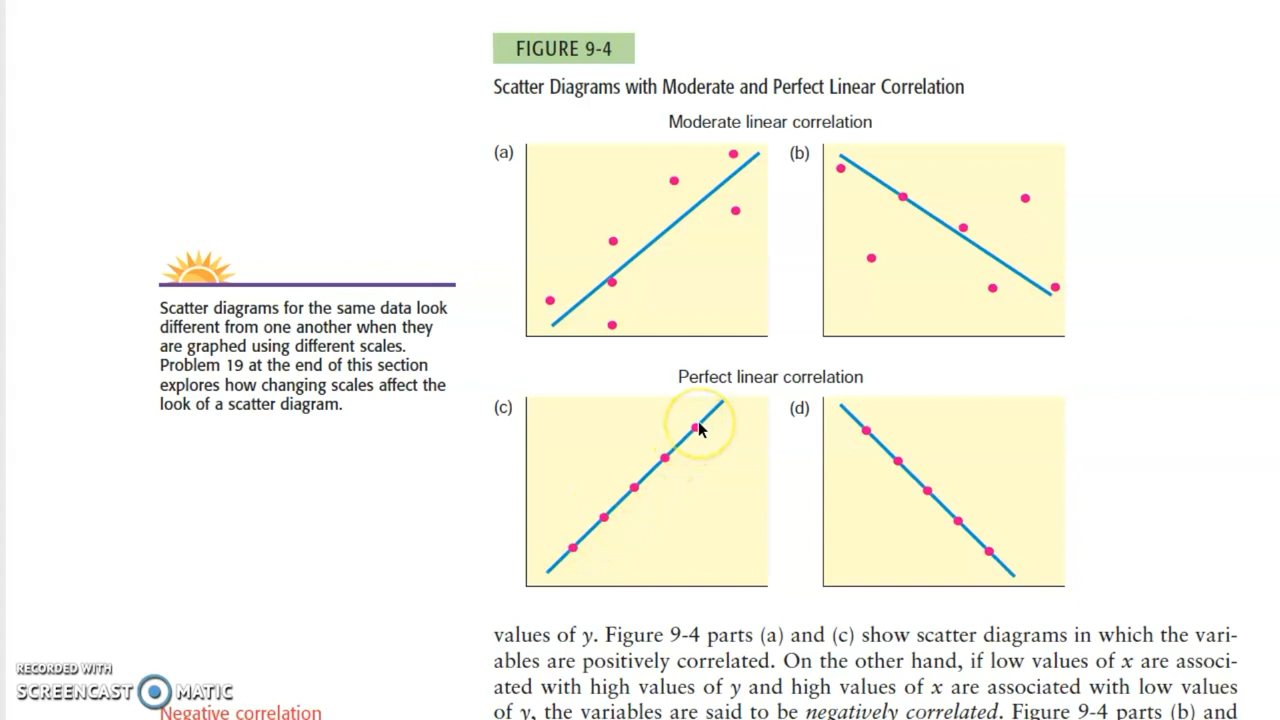 FIGURE 9-4
Scatter Diagrams with Moderate and Perfect Linear Correlation
Moderate linear correlation
(a)
(b)
Perfect linear correlation
(c)
(d)
Scatter diagrams for the same data look
different from one another when they
are graphed using different scales.
Problem 19 at the end of this section
explores how changing scales affect the
look of a scatter diagram.
values of y. Figure 9-4 parts (a) and (c) show scatter diagrams in which the vari-
ables are positively correlated. On the other hand, if low values of x are associ-
ated with high values of y and high values of x are associated with low values
of y, the variables are said to be negatively correlated. Figure 9-4 parts (b) and
Negative correlation
RECORDED WITH
SCREENCAST MATIC